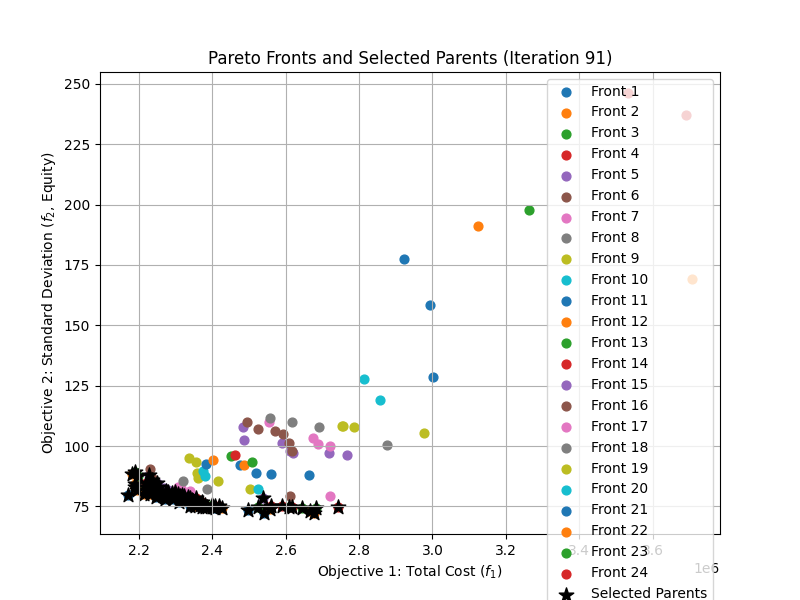 Pareto Fronts and Selected Parents (Iteration 91)
Objective 2: Standard Deviation (f₂, Equity)
250
225
200
175
150
125
100
75
2.2 2.4 2.6 2.8 3.0 3.2 3.4 3.6
1e6
Objective 1: Total Cost (f₁)
Front 1
Front 2
Front 3
Front 4
Front 5
Front 6
Front 7
Front 8
Front 9
Front 10
Front 11
Front 12
Front 13
Front 14
Front 15
Front 16
Front 17
Front 18
Front 19
Front 20
Front 21
Front 22
Front 23
Front 24
Selected Parents